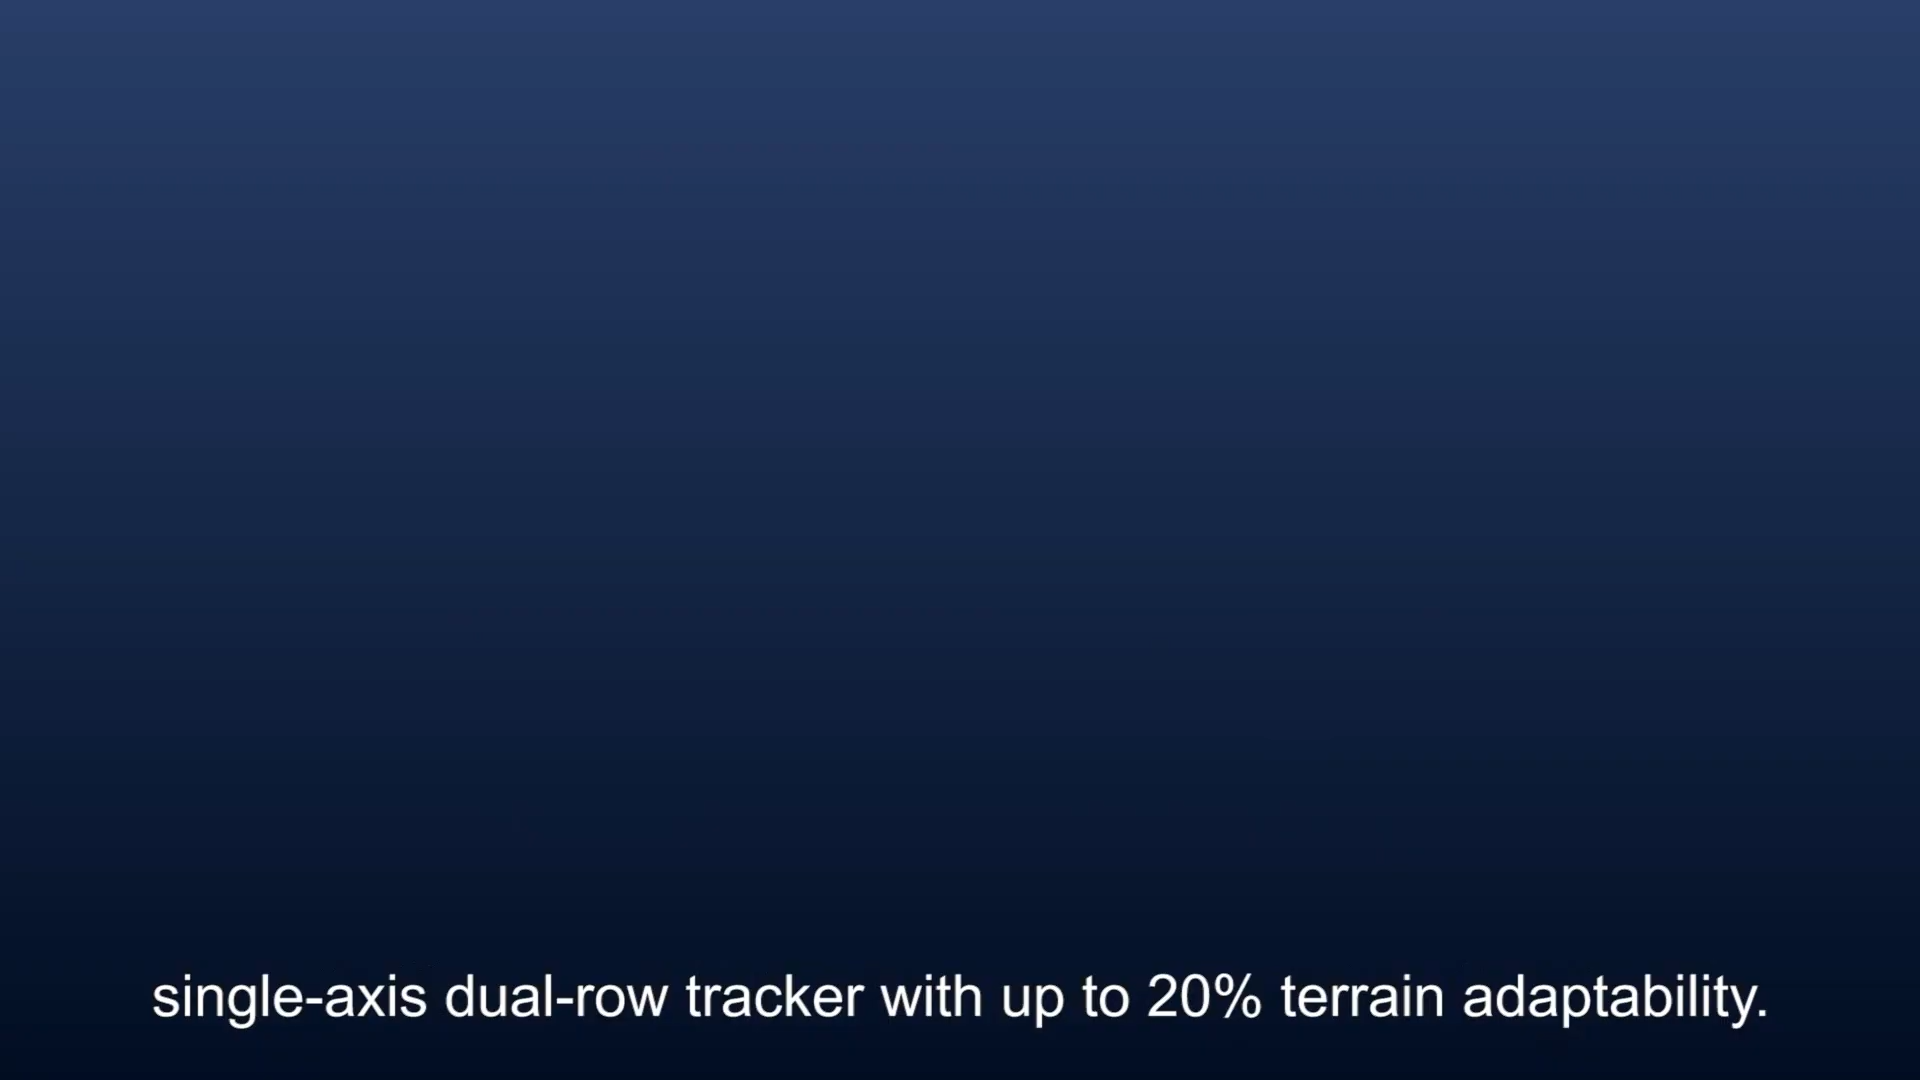 single-axis dual-row tracker with up to 20% terrain adaptability.